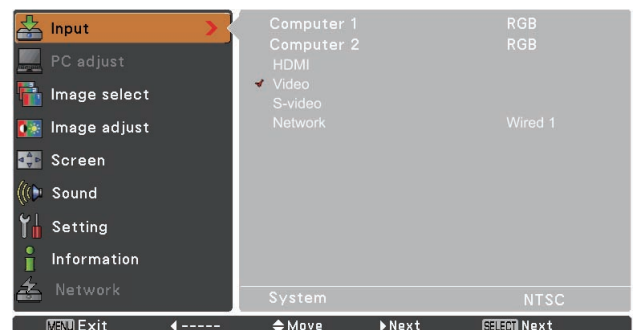 Input
PC adjust
Image select
Image adjust
Screen
Sound
Setting
Information
Network
Computer 1 RGB
Computer 2 RGB
HDMI
Video
S-video
Network Wired 1
System NTSC
MENU Exit ----- Move Next SELECT Next